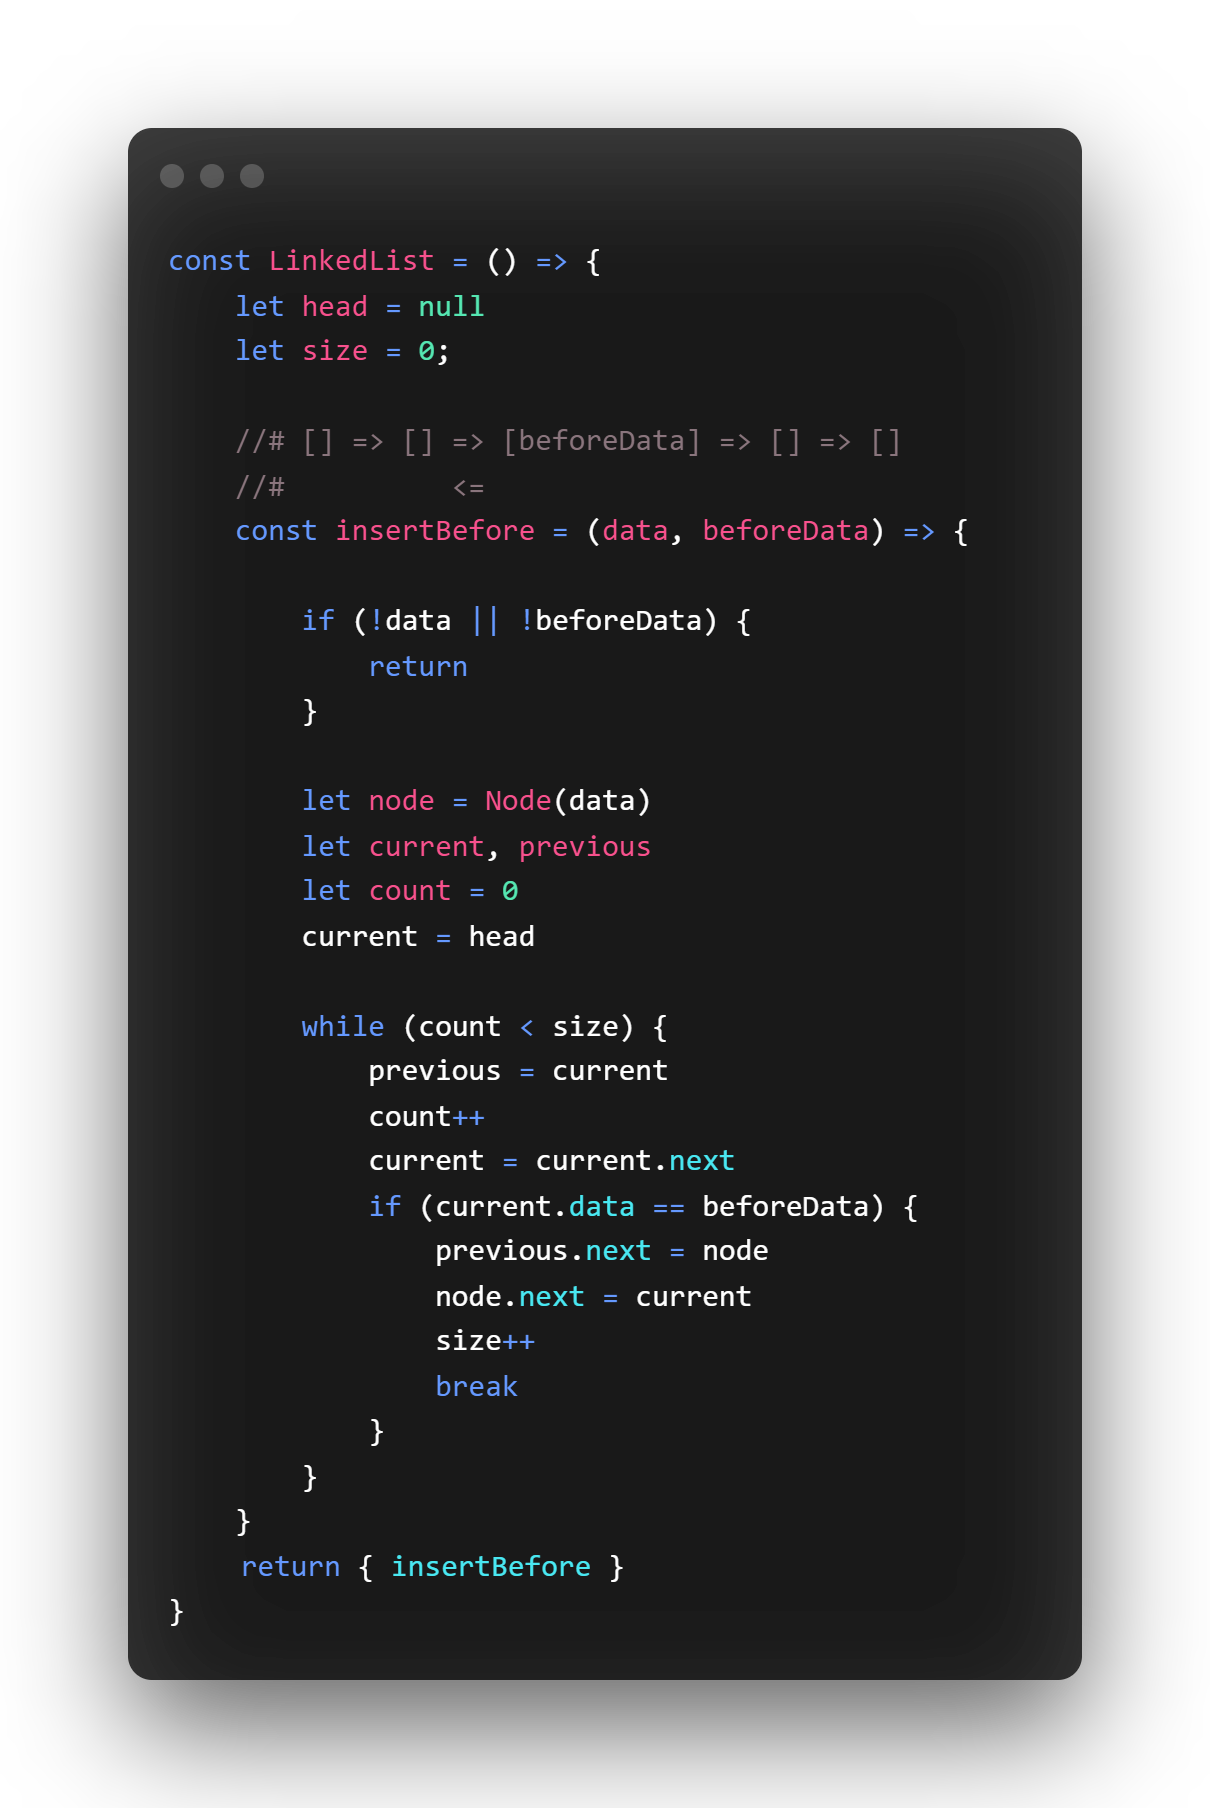 const LinkedList = () => {
    let head = null
    let size = 0;

    //# [] => [] => [beforeData] => [] => []
    //#          <=
    const insertBefore = (data, beforeData) => {

        if (!data || !beforeData) {
            return
        }

        let node = Node(data)
        let current, previous
        let count = 0
        current = head

        while (count < size) {
            previous = current
            count++
            current = current.next
            if (current.data == beforeData) {
                previous.next = node
                node.next = current
                size++
                break
            }
        }
    }
    return { insertBefore }
}